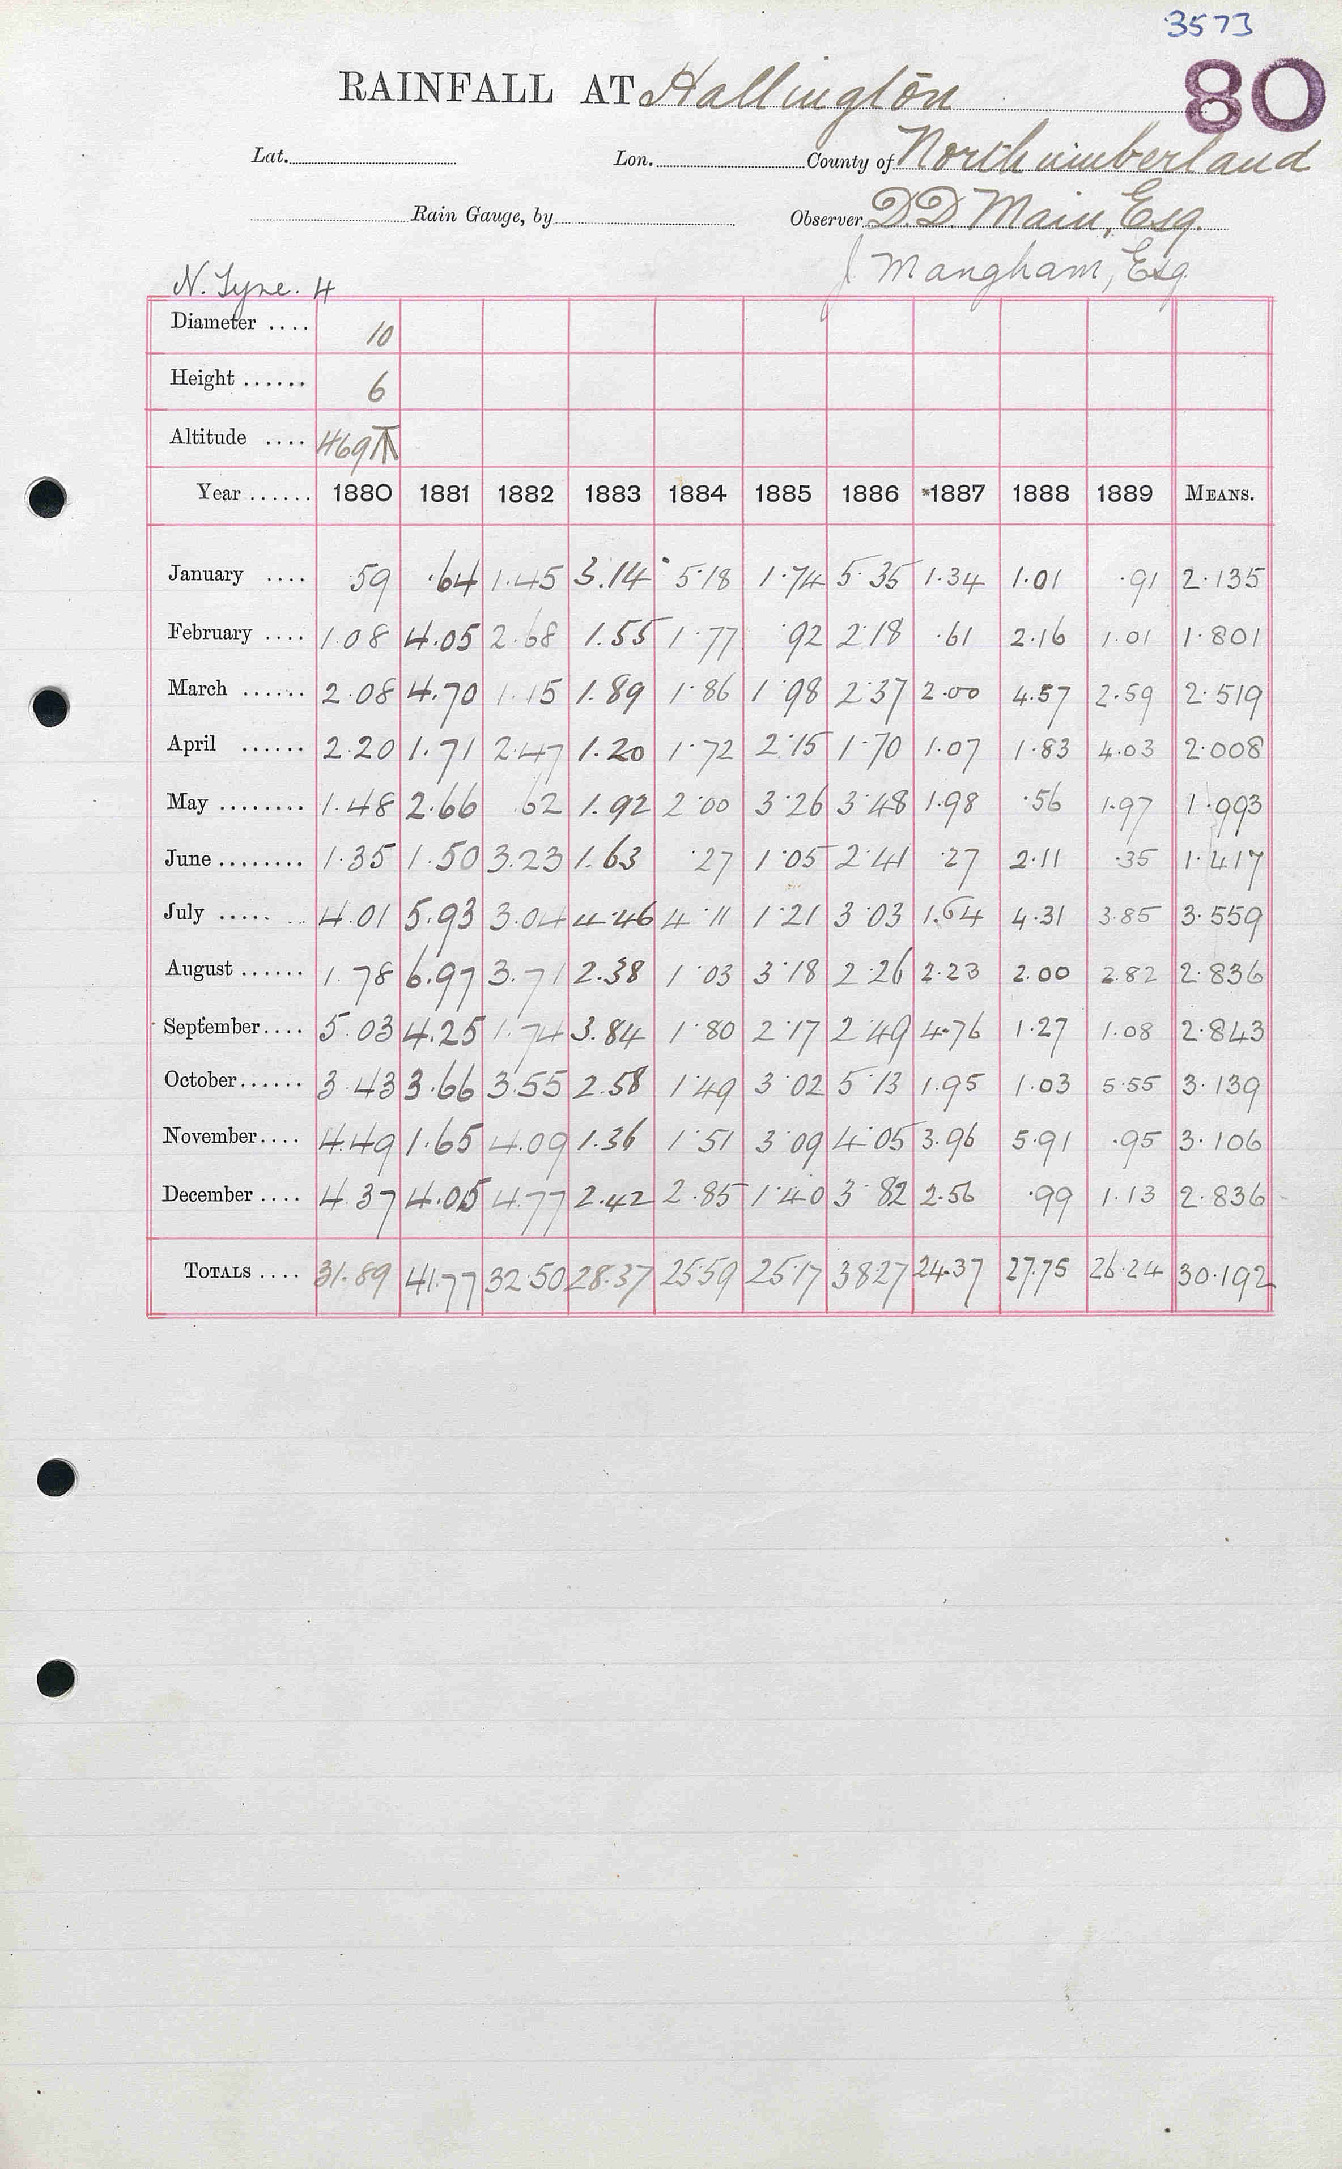 3573
80
RAINFALL AT Hallington
Lat. Lon. County of Northumberland
Rain Gauge, by Observer D.D. Main, Esq.
J Mangham, Esq
N. Tyne. 4
Diameter .... 10
Height ...... 6
Altitude .... 469
Year ...... 1880 1881 1882 1883 1884 1885 1886 *1887 1888 1889 MEANS.
January .... 59 .64 1.45 3.14 5.18 1.74 5.35 1.34 1.01 .91 2.135
February .... 1.08 4.05 2.68 1.55 1.77 .92 2.18 .61 2.16 1.01 1.801
March ...... 2.08 4.70 1.15 1.89 1.86 1.98 2.37 2.00 4.57 2.59 2.519
April ...... 2.20 1.71 2.47 1.20 1.72 2.15 1.70 1.07 1.83 4.03 2.008
May ........ 1.48 2.66 62 1.92 2.00 3.26 3.48 1.98 .56 1.97 1.993
June ........ 1.35 1.50 3.23 1.63 .27 1.05 2.41 .27 2.11 .35 1.417
July ..... 4.01 5.93 3.04 4.46 4.11 1.21 3.03 1.64 4.31 3.85 3.559
August ...... 1.78 6.97 3.71 2.38 1.03 3.18 2.26 2.23 2.00 2.82 2.836
September.... 5.03 4.25 1.74 3.84 1.80 2.17 2.49 4.76 1.27 1.08 2.843
October...... 3.43 3.66 3.55 2.58 1.49 3.02 5.13 1.95 1.03 5.55 3.139
November.... 4.49 1.65 4.09 1.36 1.51 3.09 4.05 3.96 5.91 .95 3.106
December .... 4.37 4.05 4.77 2.42 2.85 1.40 3.82 2.56 .99 1.13 2.836
TOTALS .... 31.89 41.77 32.50 28.37 25.59 25.17 38.27 24.37 27.75 26.24 30.192